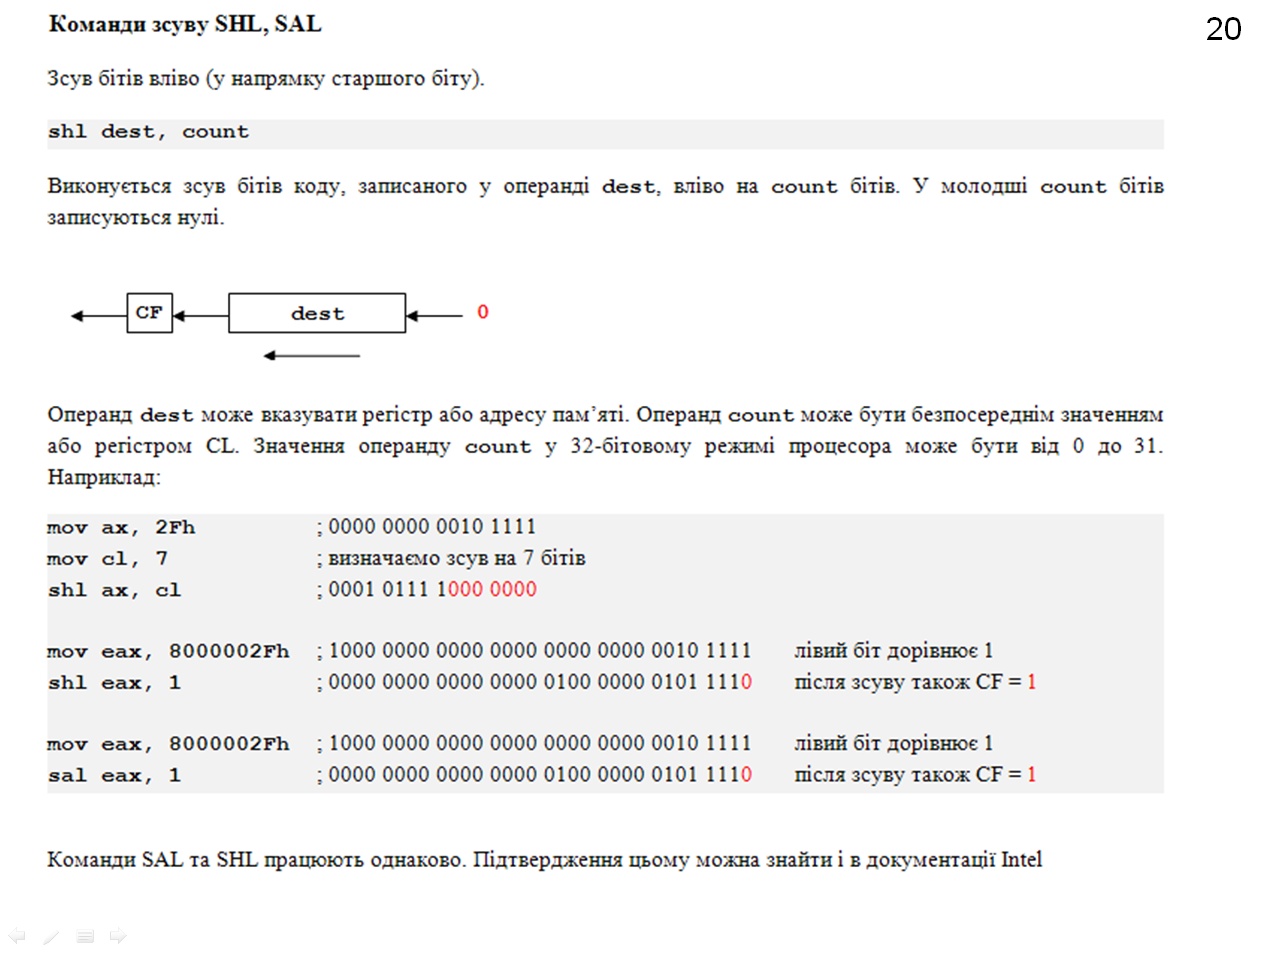 Команди зсуву SHL, SAL
20
Зсув бітів вліво (у напрямку старшого біту).
shl dest, count
Виконується зсув бітів коду, записаного у операнді dest, вліво на count бітів. У молодші count бітів
записуються нулі.
CF dest 0
Операнд dest може вказувати регістр або адресу пам’яті. Операнд count може бути безпосереднім значенням
або регістром CL. Значення операнду count у 32-бітовому режимі процесора може бути від 0 до 31.
Наприклад:
mov ax, 2Fh ; 0000 0000 0010 1111
mov cl, 7 ; визначаємо зсув на 7 бітів
shl ax, cl ; 0001 0111 1000 0000
mov eax, 8000002Fh ; 1000 0000 0000 0000 0000 0000 0010 1111 лівий біт дорівнює 1
shl eax, 1 ; 0000 0000 0000 0000 0100 0000 0101 1110 після зсуву також CF = 1
mov eax, 8000002Fh ; 1000 0000 0000 0000 0000 0000 0010 1111 лівий біт дорівнює 1
sal eax, 1 ; 0000 0000 0000 0000 0100 0000 0101 1110 після зсуву також CF = 1
Команди SAL та SHL працюють однаково. Підтвердження цьому можна знайти і в документації Intel